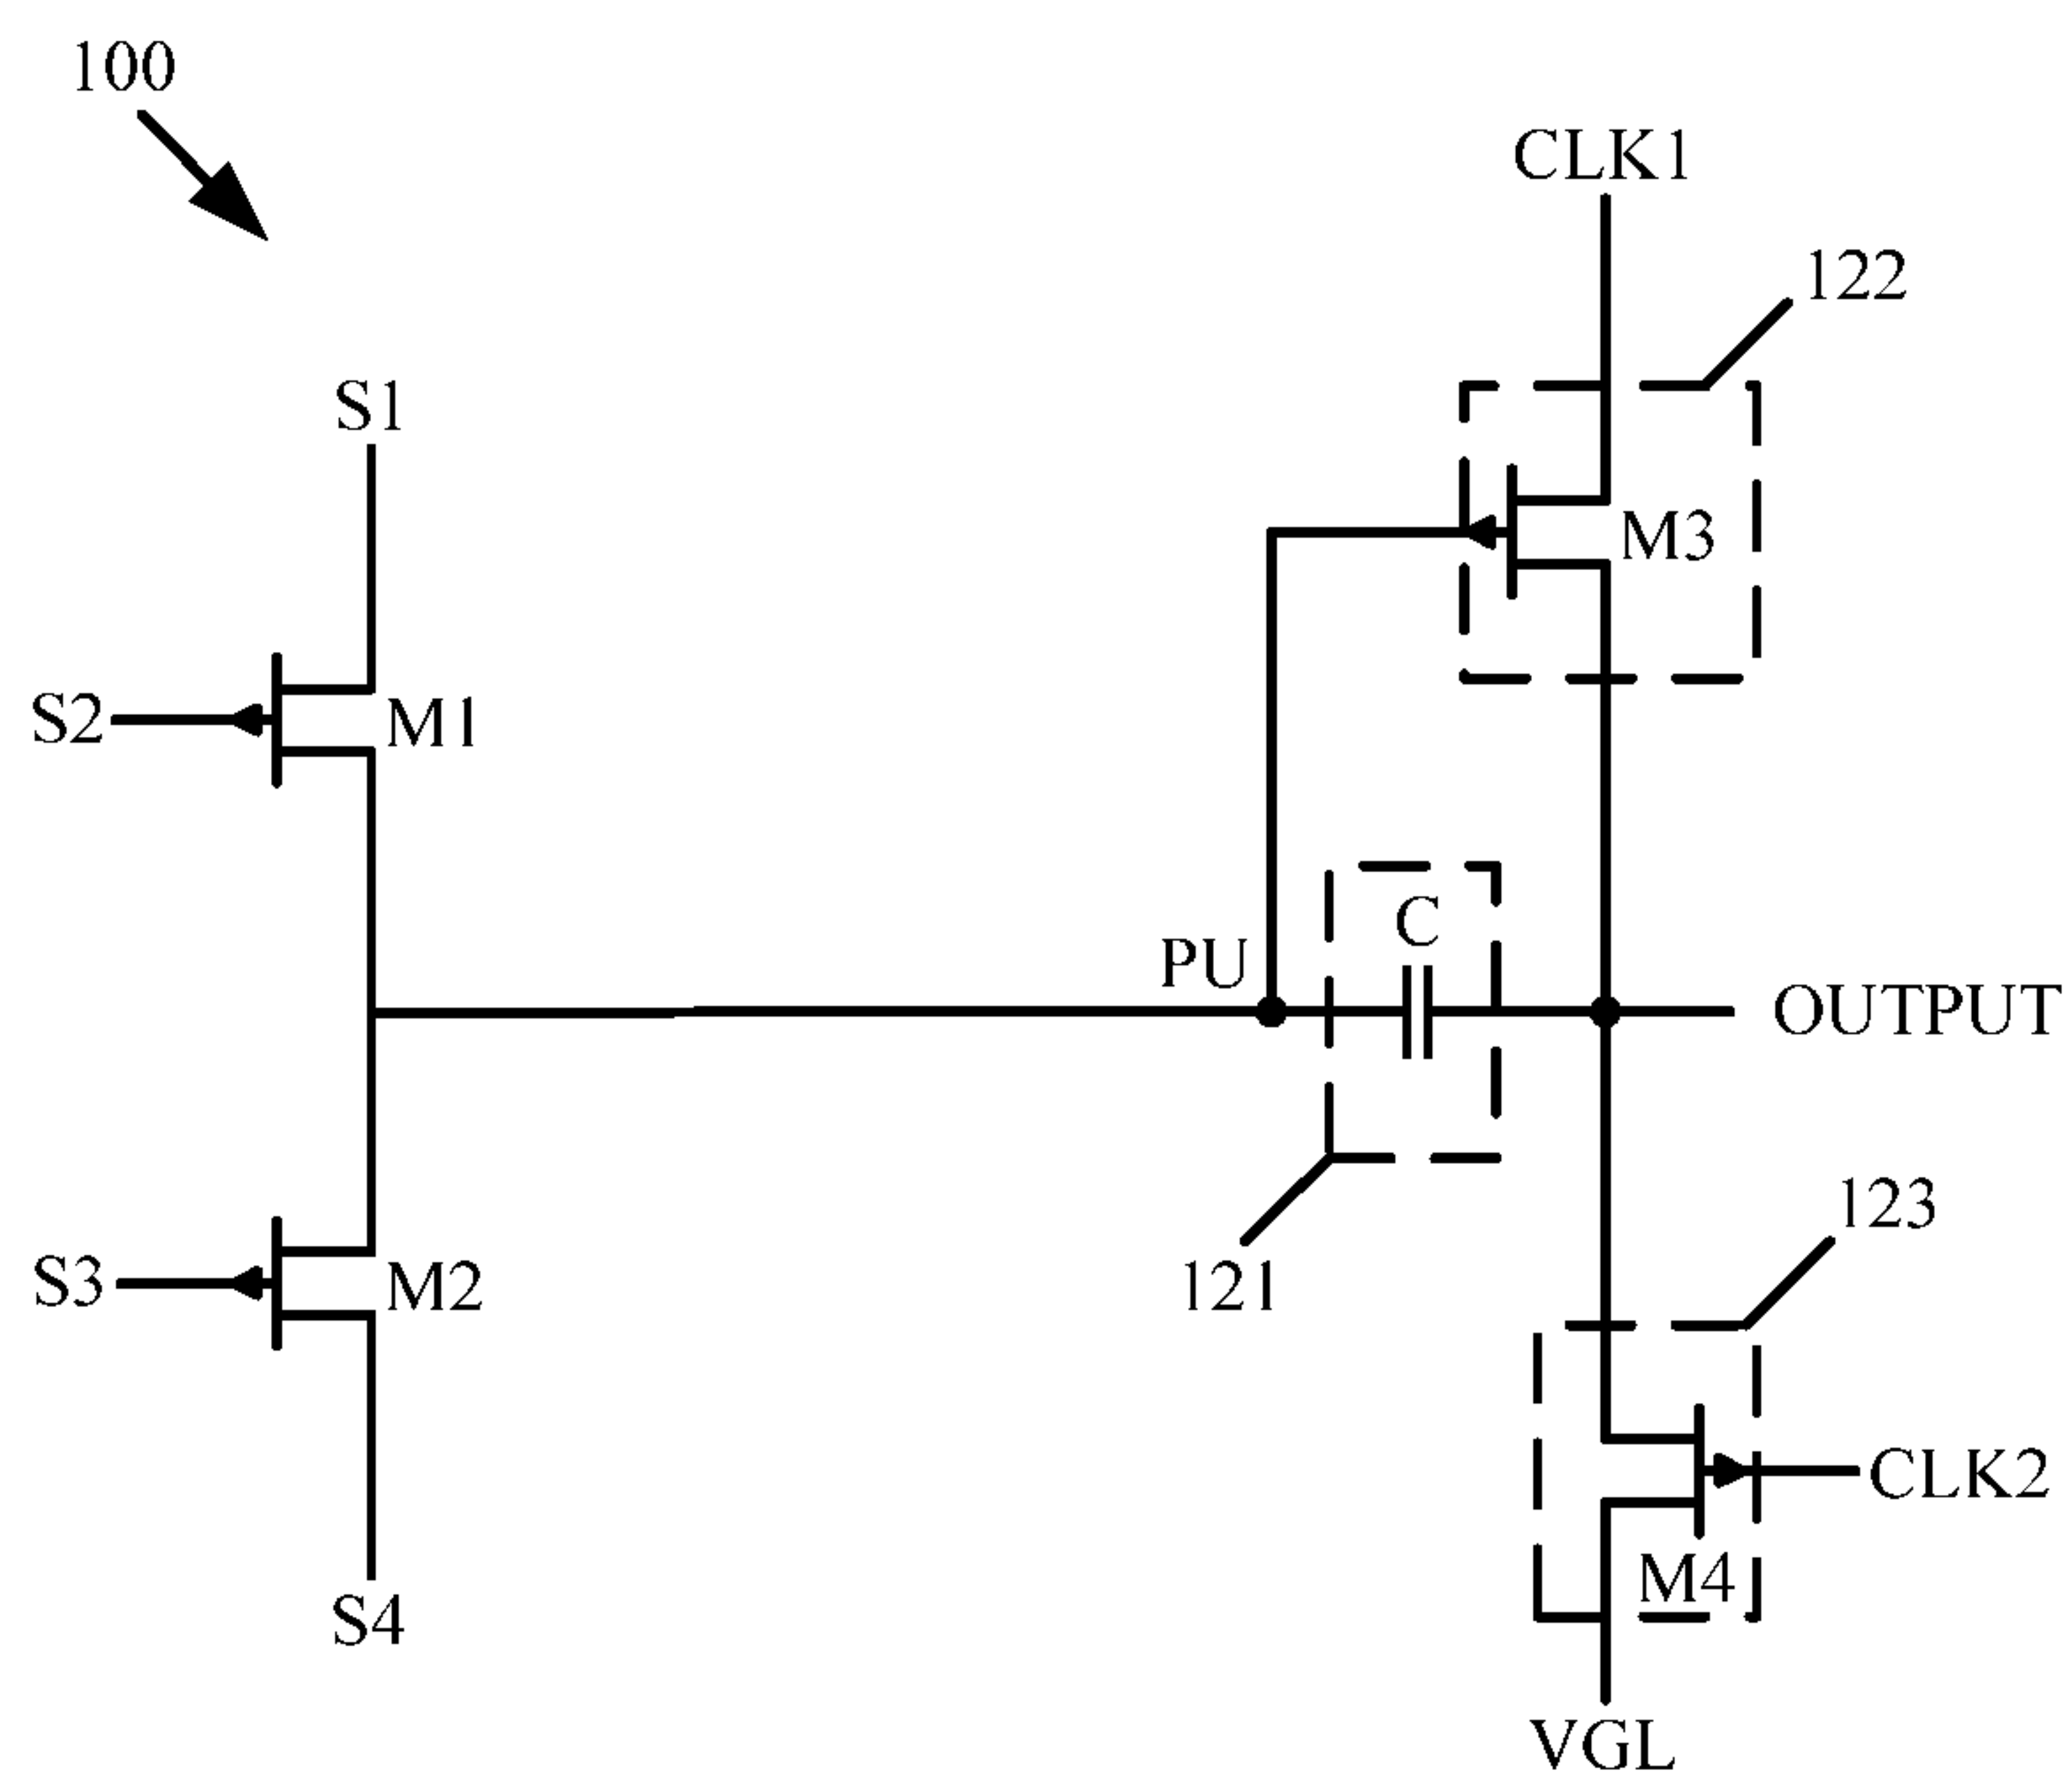 100
CLK1
122
S1
M3
S2
M1
C
PU
OUTPUT
123
S3
M2
121
CLK2
M4
S4
VGL